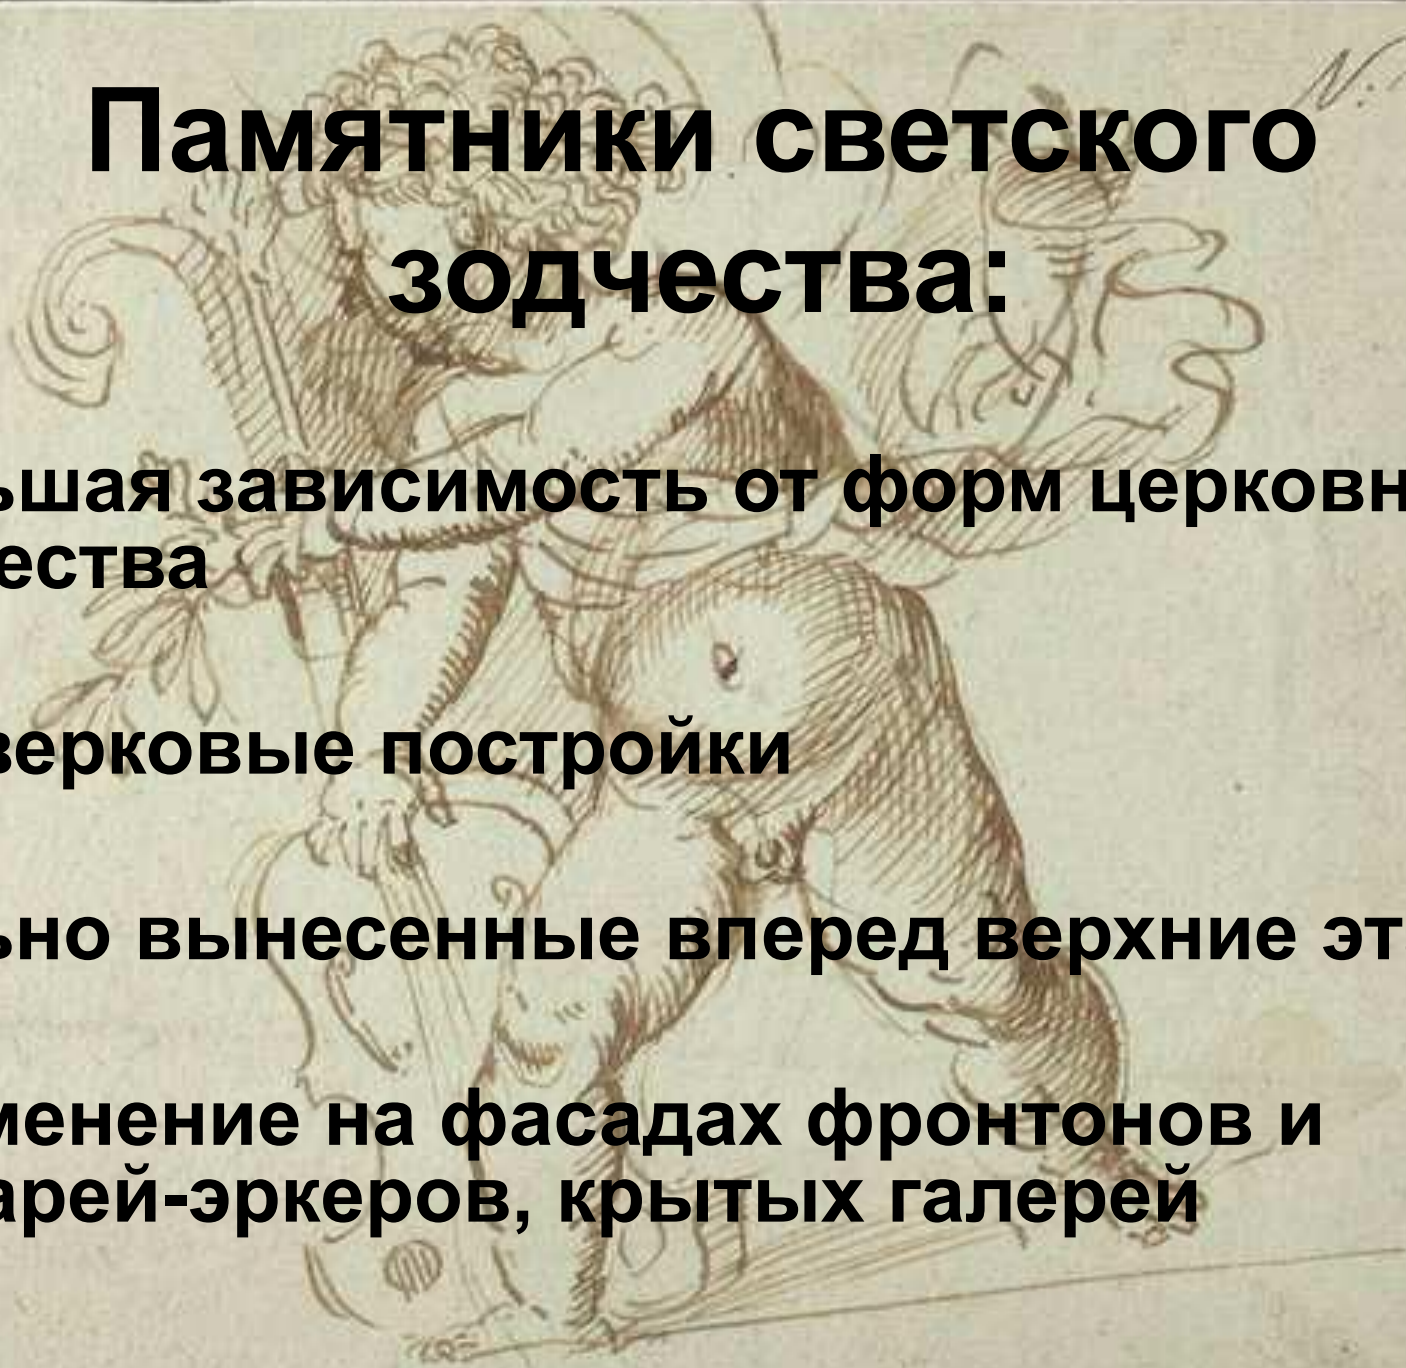 Памятники светского
зодчества:
ьшая зависимость от форм церковн
ества
верковые постройки
ьно вынесенные вперед верхние эт
менение на фасадах фронтонов и
арей-эркеров, крытых галерей